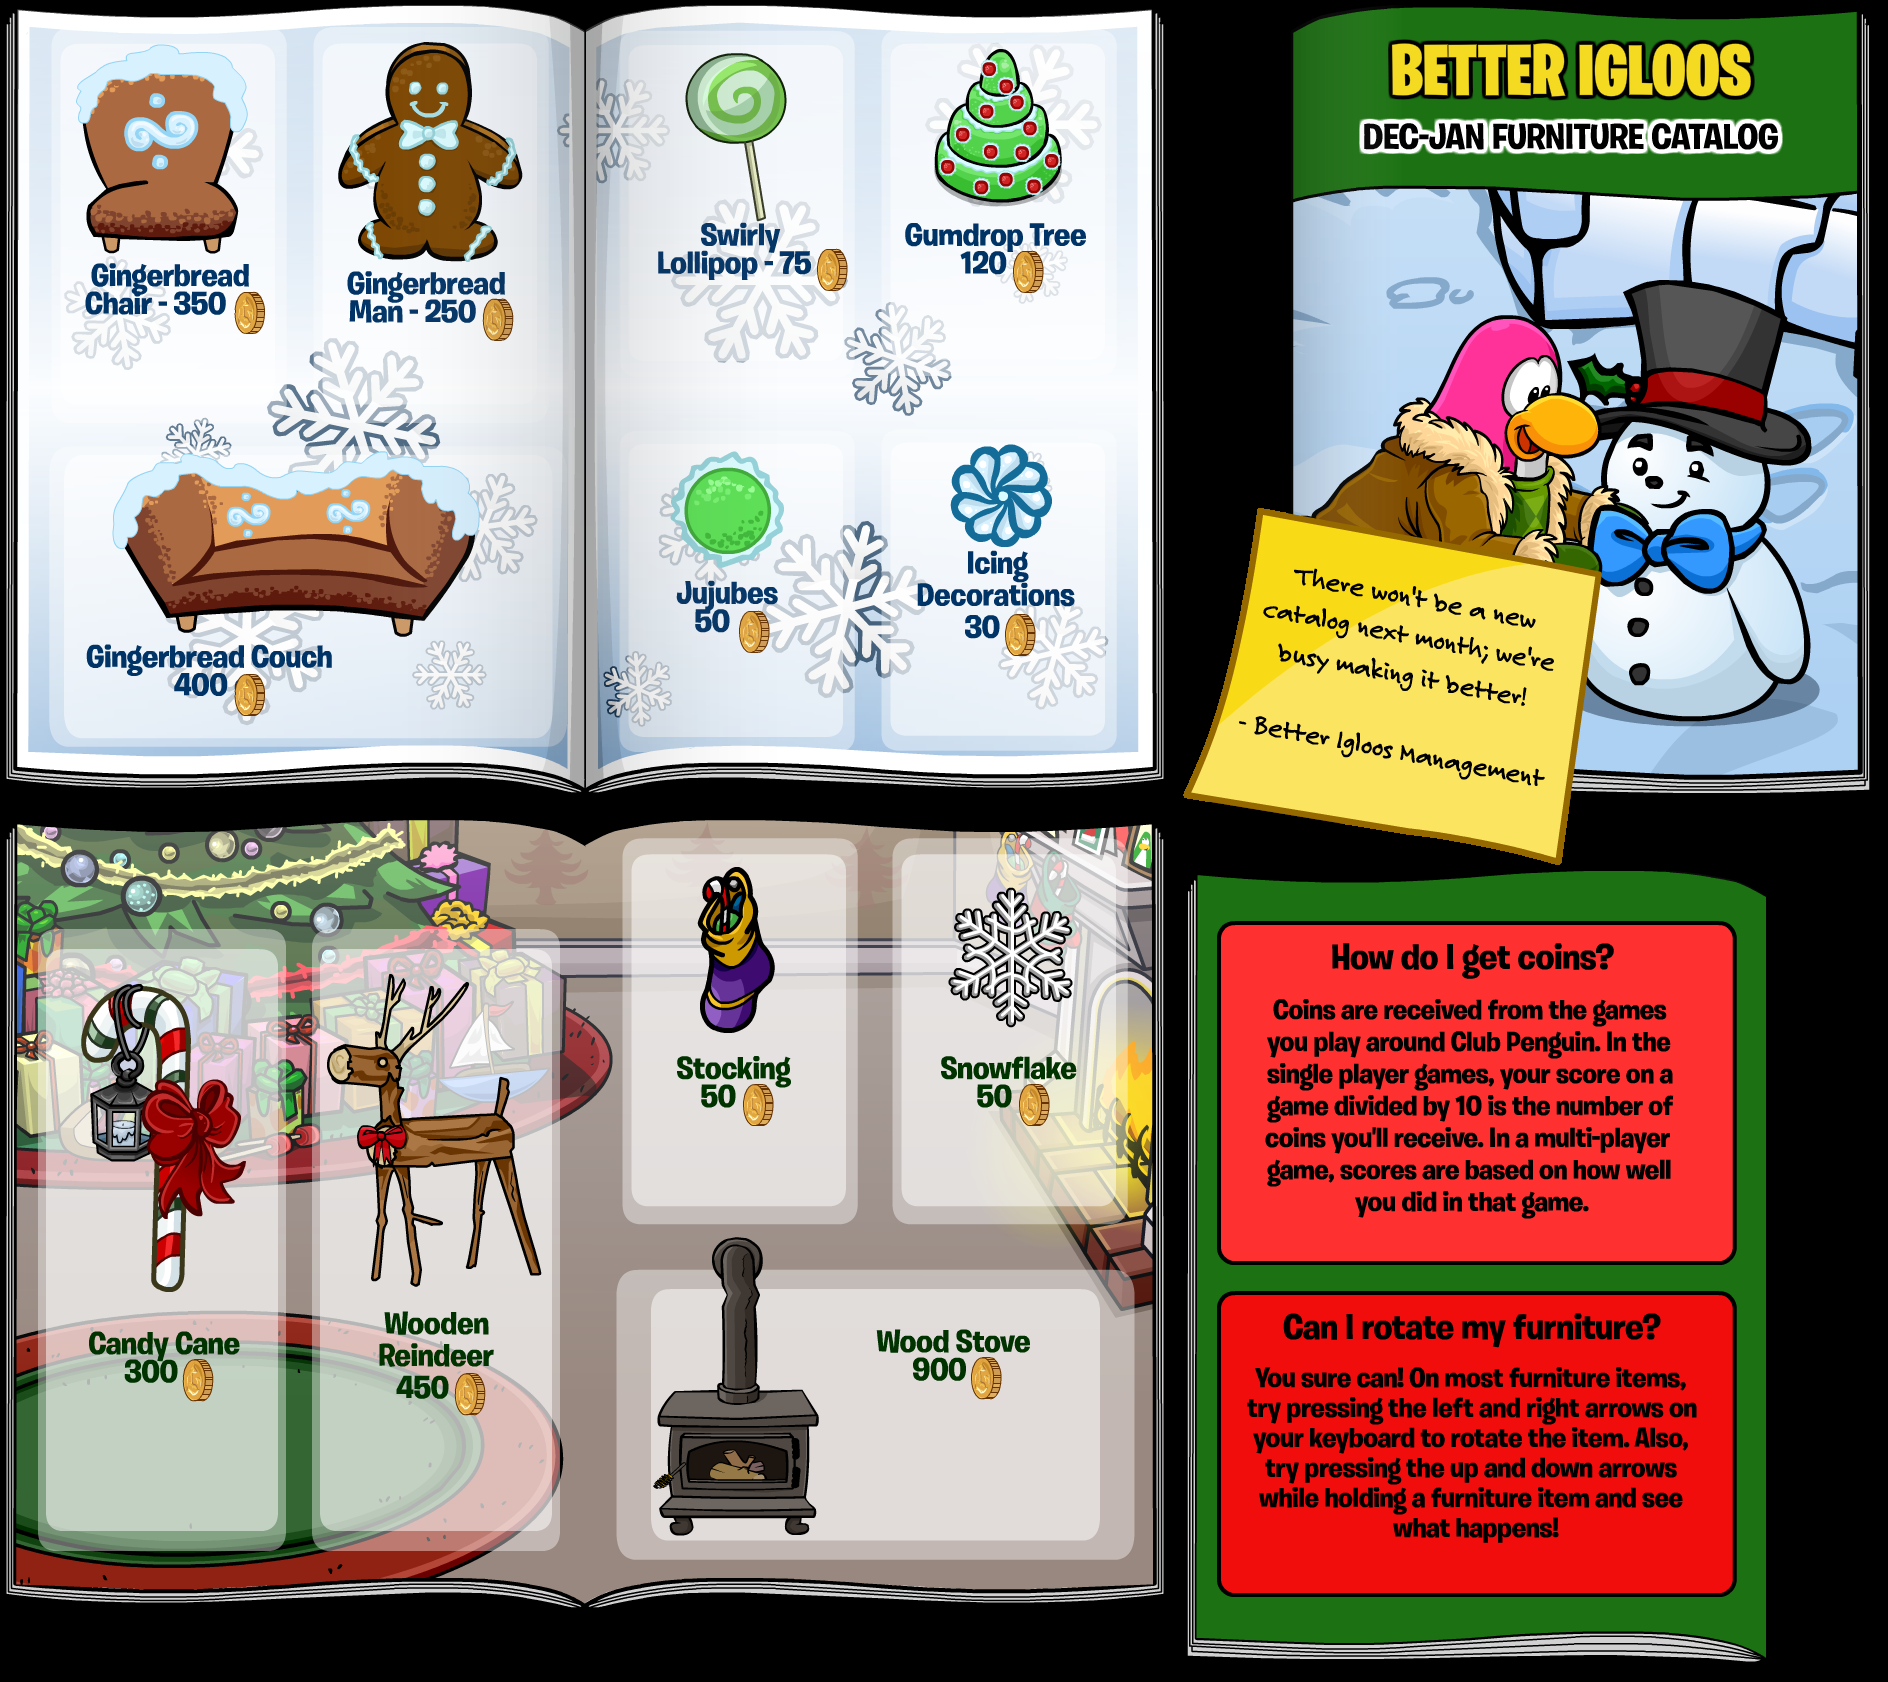 Gingerbread
Chair - 350
Gingerbread
Man - 250
Gingerbread Couch
400
Swirly
Lollipop - 75
Gumdrop Tree
120
Jujubes
50
Icing
Decorations
30
BETTER IGLOOS
DEC-JAN FURNITURE CATALOG
There won't be a new
catalog next month; we're
busy making it better!
- Better Igloos Management
Candy Cane
300
Wooden
Reindeer
450
Stocking
50
Snowflake
50
Wood Stove
900
How do I get coins?
Coins are received from the games
you play around Club Penguin. In the
single player games, your score on a
game divided by 10 is the number of
coins you'll receive. In a multi-player
game, scores are based on how well
you did in that game.
Can I rotate my furniture?
You sure can! On most furniture items,
try pressing the left and right arrows on
your keyboard to rotate the item. Also,
try pressing the up and down arrows
while holding a furniture item and see
what happens!